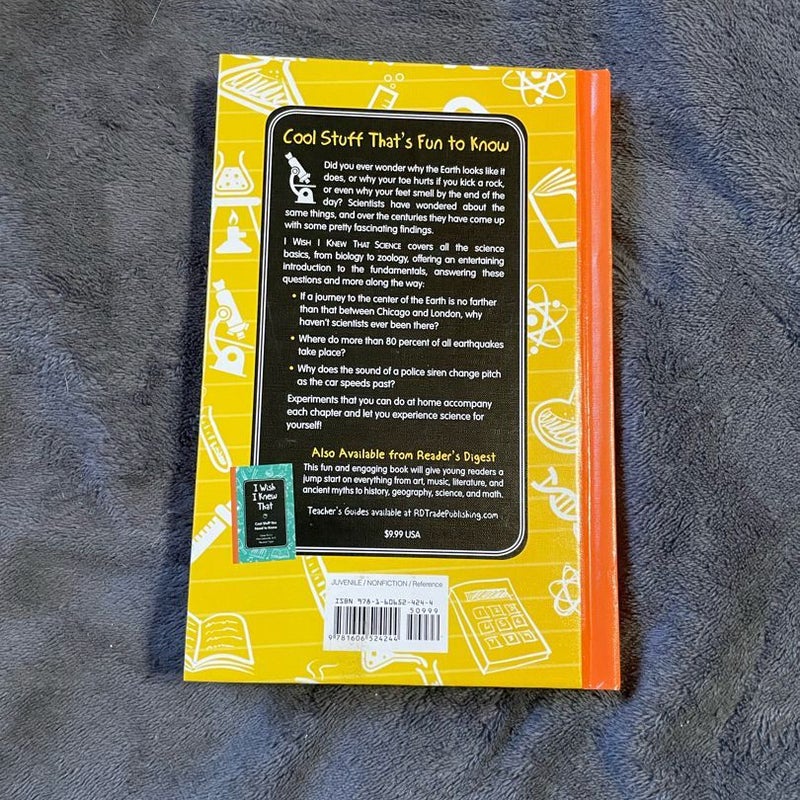 Cool Stuff That's Fun to Know
Did you ever wonder why the Earth looks like it
does, or why your toe hurts if you kick a rock,
or even why your feet smell by the end of the
day? Scientists have wondered about the
same things, and over the centuries they have come up
with some pretty fascinating findings.
I Wish I Knew That Science covers all the science
basics, from biology to zoology, offering an entertaining
introduction to the fundamentals, answering these
questions and more along the way:
• If a journey to the center of the Earth is no farther
than that between Chicago and London, why
haven't scientists ever been there?
• Where do more than 80 percent of all earthquakes
take place?
• Why does the sound of a police siren change pitch
as the car speeds past?
Experiments that you can do at home accompany
each chapter and let you experience science for
yourself!
Also Available from Reader's Digest
This fun and engaging book will give young readers a
jump start on everything from art, music, literature, and
ancient myths to history, geography, science, and math.
Teacher's Guides available at RDTradePublishing.com
$9.99 USA
I Wish
I Knew
That
Cool Stuff You
Need to Know
JUVENILE / NONFICTION / Reference
ISBN 978-1-60652-424-4
50999
9 781606 524244